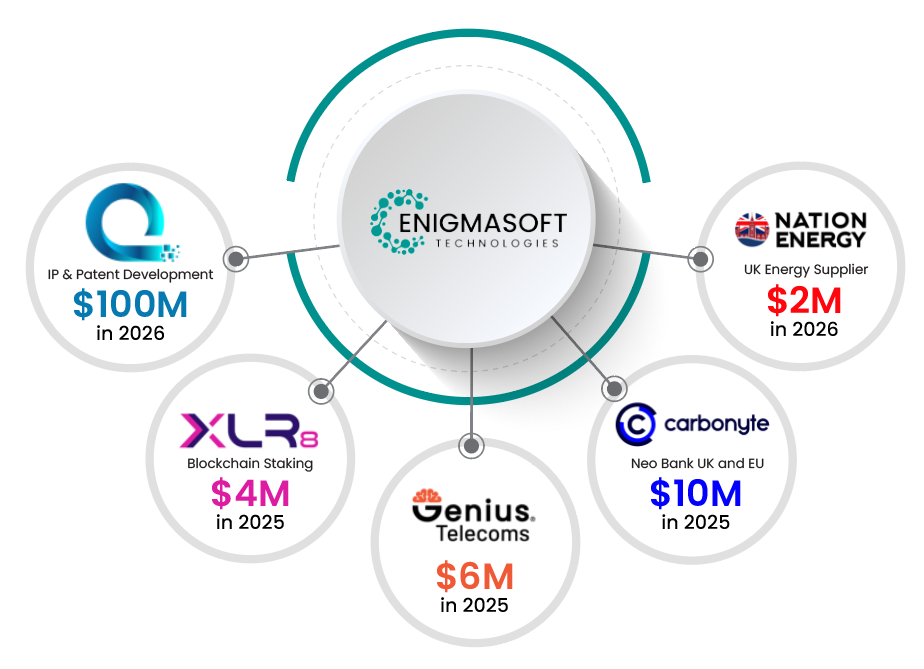 ENIGMASOFT
TECHNOLOGIES
IP & Patent Development
$100M
in 2026
XLR8
Blockchain Staking
$4M
in 2025
Genius.
Telecoms
$6M
in 2025
carbonyte
Neo Bank UK and EU
$10M
in 2025
NATION
ENERGY
UK Energy Supplier
$2M
in 2026